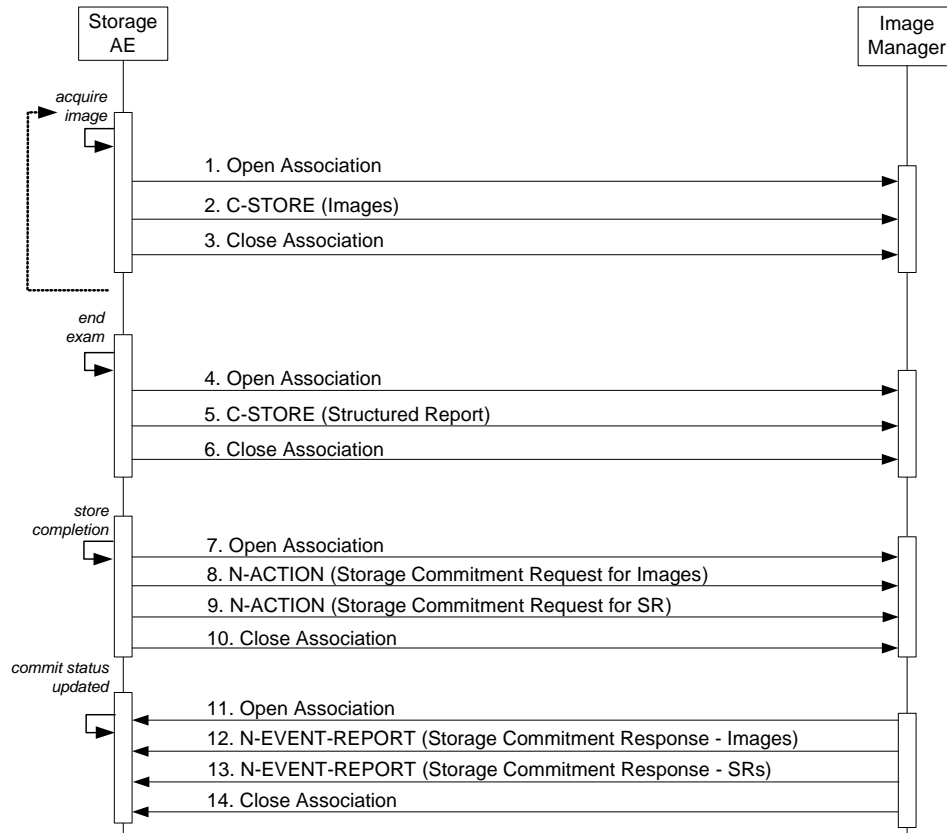 Storage
AE
Image
Manager
acquire
image
1. Open Association
2. C-STORE (Images)
3. Close Association
end
exam
4. Open Association
5. C-STORE (Structured Report)
6. Close Association
store
completion
7. Open Association
8. N-ACTION (Storage Commitment Request for Images)
9. N-ACTION (Storage Commitment Request for SR)
10. Close Association
commit status
updated
11. Open Association
12. N-EVENT-REPORT (Storage Commitment Response - Images)
13. N-EVENT-REPORT (Storage Commitment Response - SRs)
14. Close Association